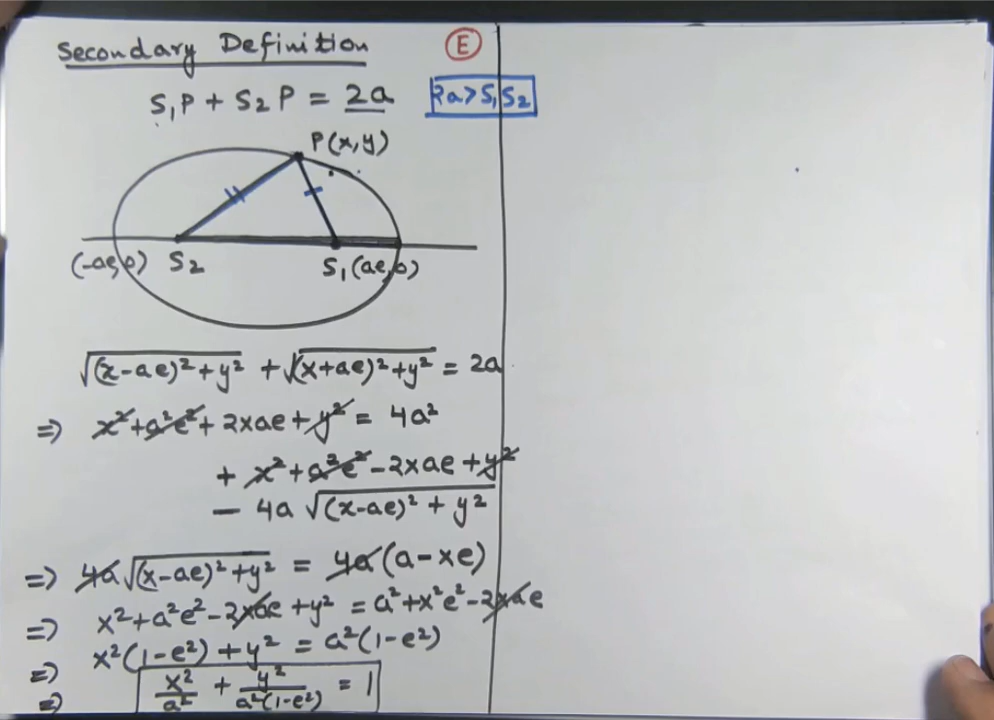 Secondary Definition (E)
S₁P + S₂P = 2a 2a > S₁S₂
P(x,y)
(-ae,0) S₂ S₁(ae,0)
√((x-ae)²+y²) + √((x+ae)²+y²) = 2a
⇒ x²+a²e²+2xae+y² = 4a²
+ x²+a²e²-2xae+y²
- 4a √((x-ae)²+y²)
⇒ 4a√((x-ae)²+y²) = 4a(a-xe)
⇒ x²+a²e²-2xae+y² = a²+x²e²-2xae
⇒ x²(1-e²)+y² = a²(1-e²)
⇒ x²/a² + y²/a²(1-e²) = 1